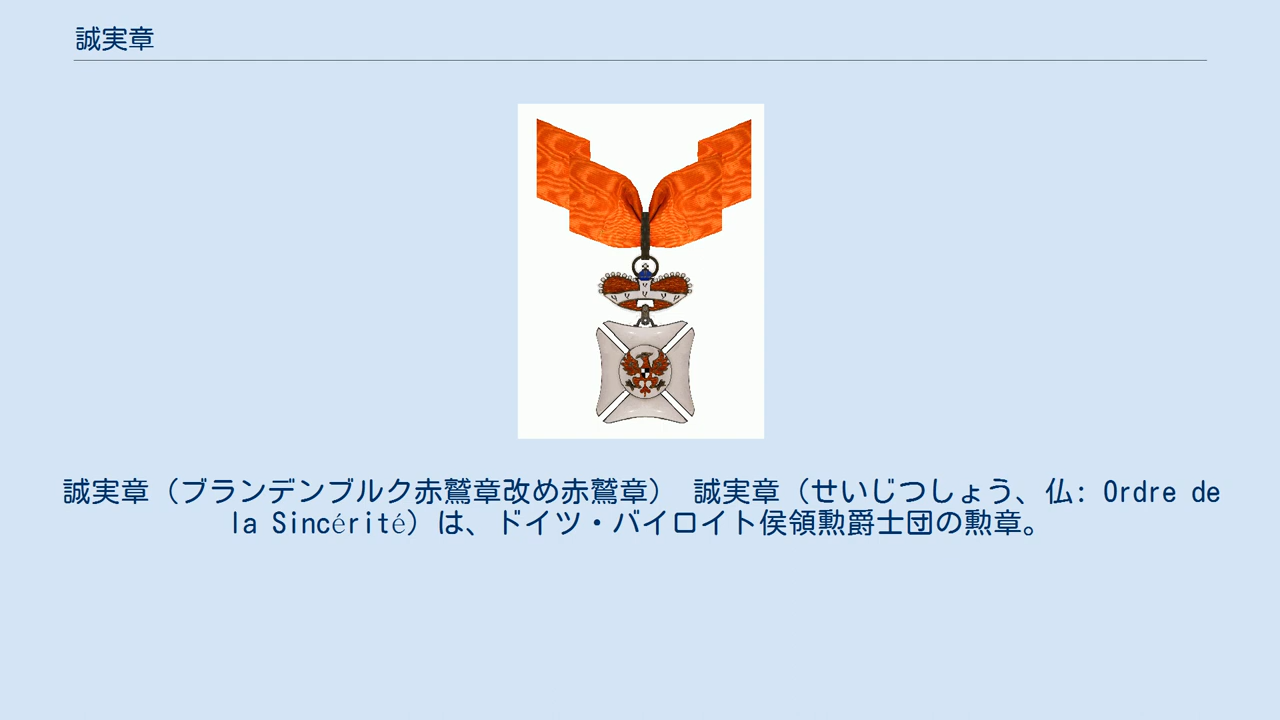 誠実章
誠実章（ブランデンブルク赤鷲章改め赤鷲章） 誠実章（せいじつしょう、仏: Ordre de
la Sincérité）は、ドイツ・バイロイト侯領勲爵士団の勲章。